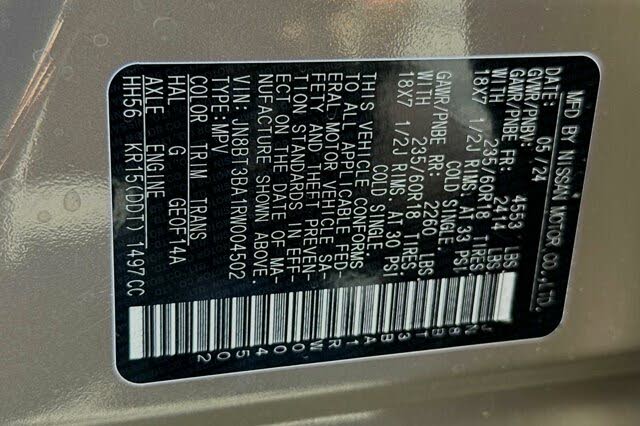 MFD BY NISSAN MOTOR CO.,LTD.
DATE: 05/24
GVWR/PNBV: 4553 LBS
GAWR/PNBE FR: 2414 LBS
WITH 235/60R18 TIRES,
18X7 1/2J RIMS AT 33 PSI
COLD SINGLE.
GAWR/PNBE RR: 2260 LBS
WITH 235/60R18 TIRES,
18X7 1/2J RIMS AT 30 PSI
COLD SINGLE.
THIS VEHICLE CONFORMS
TO ALL APPLICABLE FED-
ERAL MOTOR VEHICLE SA-
FETY AND THEFT PREVEN-
TION STANDARDS IN EFF-
ECT ON THE DATE OF MA-
NUFACTURE SHOWN ABOVE.
VIN: JN8BT3BA1RW004502
TYPE: MPV
COLOR TRIM TRANS
HAL G GE0F14A
AXLE ENGINE
HH56 KR15(DDT) 1497CC
JN8BT3BA1RW004502